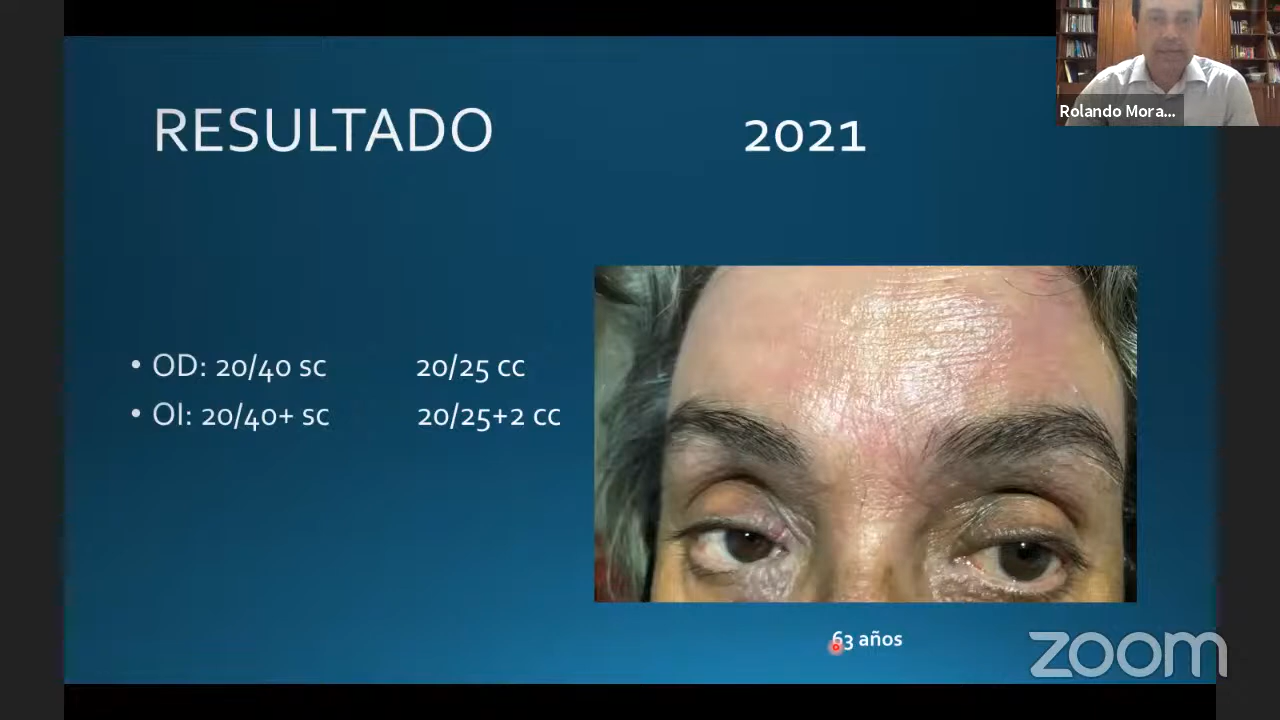 Rolando Mora...
RESULTADO 2021
• OD: 20/40 sc 20/25 cc
• OI: 20/40+ sc 20/25+2 cc
63 años
zoom